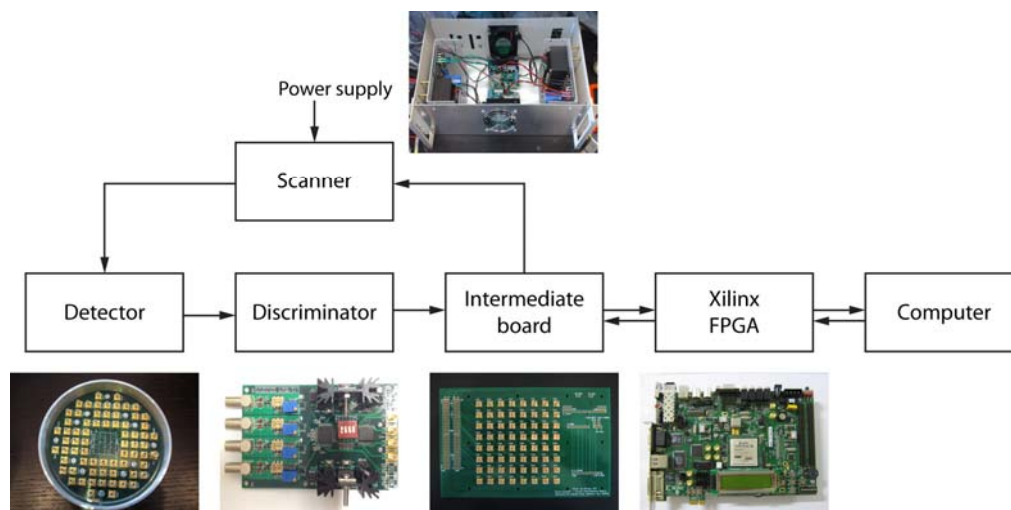 Power supply
Scanner
Detector
Discriminator
Intermediate
board
Xilinx
FPGA
Computer